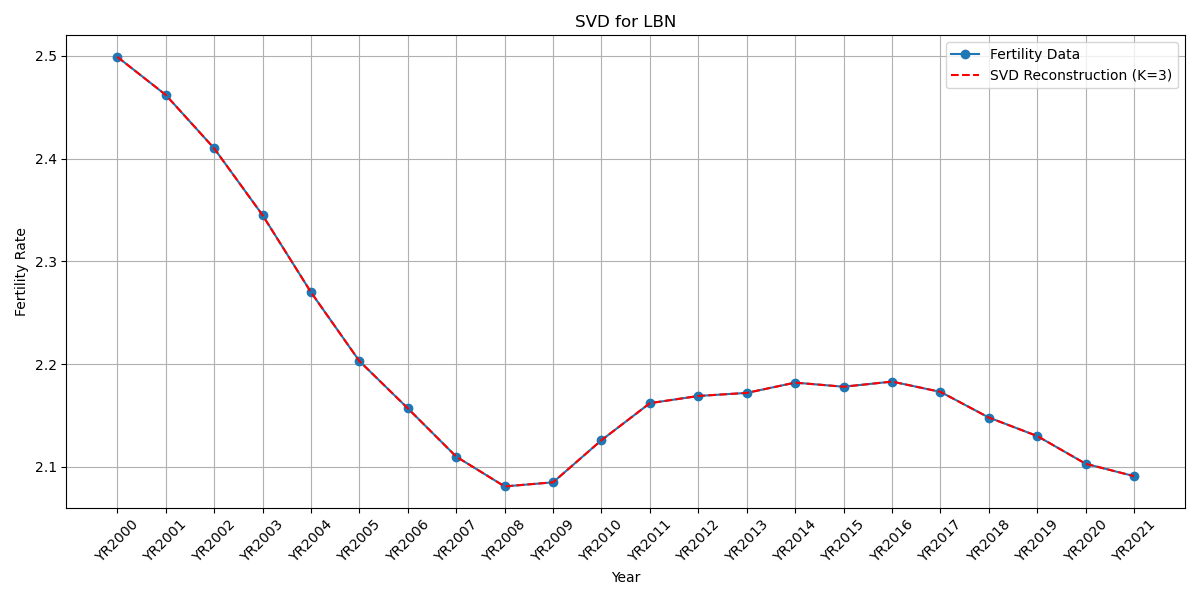 SVD for LBN
Fertility Data
SVD Reconstruction (K=3)
Fertility Rate
2.5
2.4
2.3
2.2
2.1
YR2000
YR2001
YR2002
YR2003
YR2004
YR2005
YR2006
YR2007
YR2008
YR2009
YR2010
YR2011
YR2012
YR2013
YR2014
YR2015
YR2016
YR2017
YR2018
YR2019
YR2020
YR2021
Year